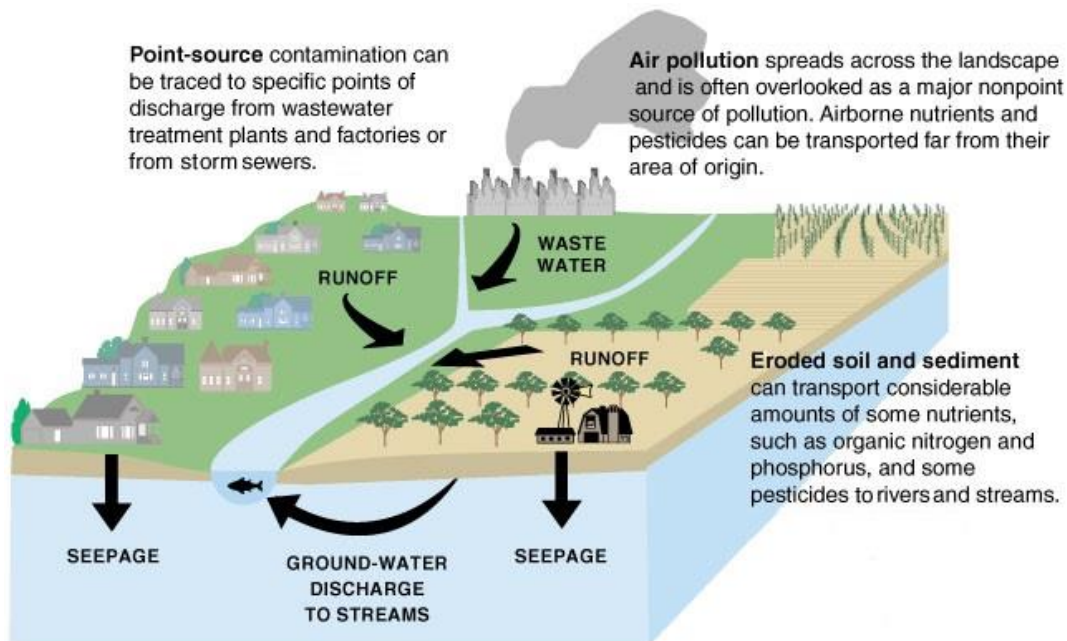 Point-source contamination can
be traced to specific points of
discharge from wastewater
treatment plants and factories or
from storm sewers.
Air pollution spreads across the landscape
and is often overlooked as a major nonpoint
source of pollution. Airborne nutrients and
pesticides can be transported far from their
area of origin.
WASTE
WATER
RUNOFF
RUNOFF
Eroded soil and sediment
can transport considerable
amounts of some nutrients,
such as organic nitrogen and
phosphorus, and some
pesticides to rivers and streams.
SEEPAGE
GROUND-WATER
DISCHARGE
TO STREAMS
SEEPAGE